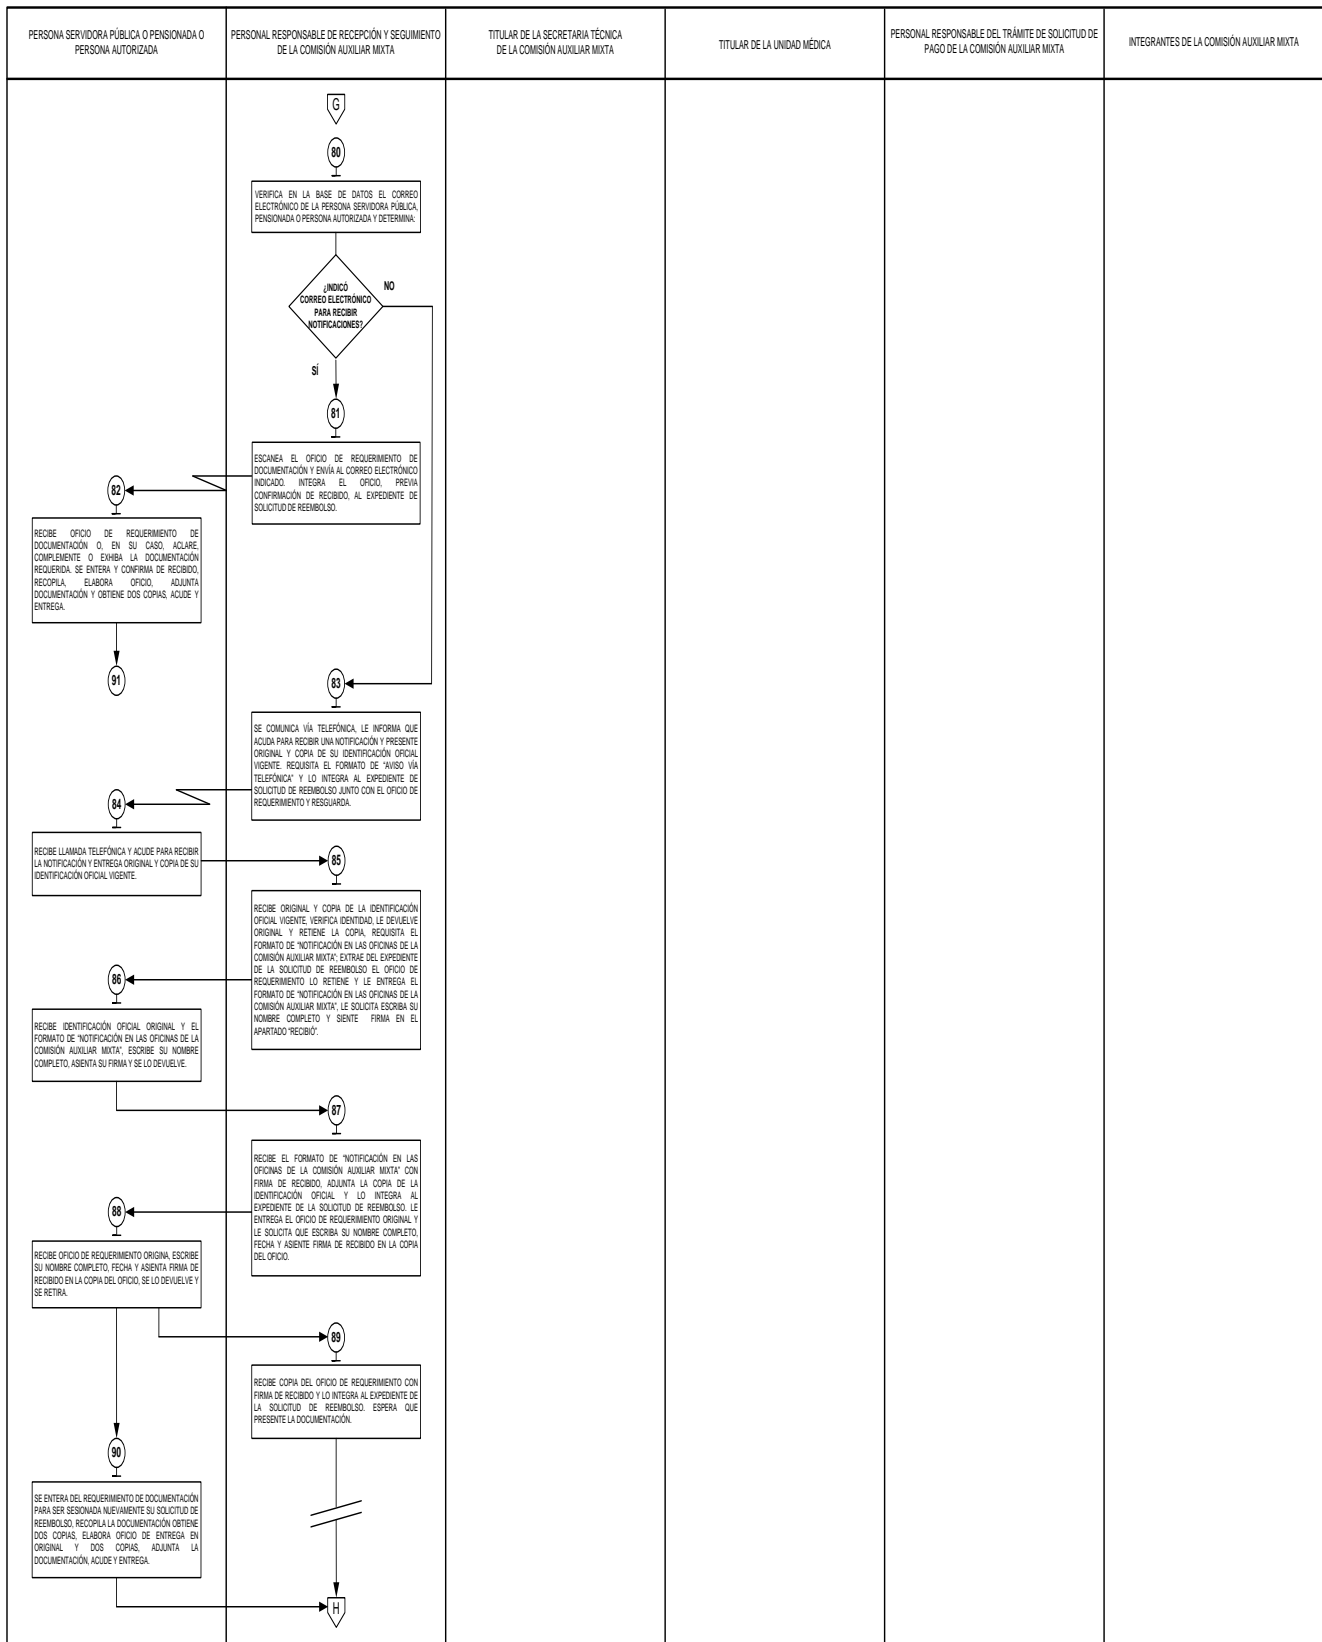 PERSONA SERVIDORA PÚBLICA O PENSIONADA O
PERSONA AUTORIZADA
PERSONAL RESPONSABLE DE RECEPCIÓN Y SEGUIMIENTO
DE LA COMISIÓN AUXILIAR MIXTA
TITULAR DE LA SECRETARIA TÉCNICA
DE LA COMISIÓN AUXILIAR MIXTA
TITULAR DE LA UNIDAD MÉDICA
PERSONAL RESPONSABLE DEL TRÁMITE DE SOLICITUD DE
PAGO DE LA COMISIÓN AUXILIAR MIXTA
INTEGRANTES DE LA COMISIÓN AUXILIAR MIXTA
G
80
VERIFICA EN LA BASE DE DATOS EL CORREO
ELECTRÓNICO DE LA PERSONA SERVIDORA PÚBLICA,
PENSIONADA O PERSONA AUTORIZADA Y DETERMINA:
¿INDICÓ
CORREO ELECTRÓNICO
PARA RECIBIR
NOTIFICACIONES?
NO
SÍ
81
ESCANEA EL OFICIO DE REQUERIMIENTO DE
DOCUMENTACIÓN Y ENVÍA AL CORREO ELECTRÓNICO
INDICADO. INTEGRA EL OFICIO, PREVIA
CONFIRMACIÓN DE RECIBIDO, AL EXPEDIENTE DE
SOLICITUD DE REEMBOLSO.
82
RECIBE OFICIO DE REQUERIMIENTO DE
DOCUMENTACIÓN O, EN SU CASO, ACLARE,
COMPLEMENTE O EXHIBA LA DOCUMENTACIÓN
REQUERIDA. SE ENTERA Y CONFIRMA DE RECIBIDO,
RECOPILA, ELABORA OFICIO, ADJUNTA
DOCUMENTACIÓN Y OBTIENE DOS COPIAS, ACUDE Y
ENTREGA.
91
83
SE COMUNICA VÍA TELEFÓNICA, LE INFORMA QUE
ACUDA PARA RECIBIR UNA NOTIFICACIÓN Y PRESENTE
ORIGINAL Y COPIA DE SU IDENTIFICACIÓN OFICIAL
VIGENTE. REQUISITA EL FORMATO DE "AVISO VÍA
TELEFÓNICA" Y LO INTEGRA AL EXPEDIENTE DE
SOLICITUD DE REEMBOLSO JUNTO CON EL OFICIO DE
REQUERIMIENTO Y RESGUARDA.
84
RECIBE LLAMADA TELEFÓNICA Y ACUDE PARA RECIBIR
LA NOTIFICACIÓN Y ENTREGA ORIGINAL Y COPIA DE SU
IDENTIFICACIÓN OFICIAL VIGENTE.
85
RECIBE ORIGINAL Y COPIA DE LA IDENTIFICACIÓN
OFICIAL VIGENTE, VERIFICA IDENTIDAD, LE DEVUELVE
ORIGINAL Y RETIENE LA COPIA, REQUISITA EL
FORMATO DE "NOTIFICACIÓN EN LAS OFICINAS DE LA
COMISIÓN AUXILIAR MIXTA"; EXTRAE DEL EXPEDIENTE
DE LA SOLICITUD DE REEMBOLSO EL OFICIO DE
REQUERIMIENTO LO RETIENE Y LE ENTREGA EL
FORMATO DE "NOTIFICACIÓN EN LAS OFICINAS DE LA
COMISIÓN AUXILIAR MIXTA", LE SOLICITA ESCRIBA SU
NOMBRE COMPLETO Y SIENTE FIRMA EN EL
APARTADO "RECIBIÓ".
86
RECIBE IDENTIFICACIÓN OFICIAL ORIGINAL Y EL
FORMATO DE "NOTIFICACIÓN EN LAS OFICINAS DE LA
COMISIÓN AUXILIAR MIXTA", ESCRIBE SU NOMBRE
COMPLETO, ASIENTA SU FIRMA Y SE LO DEVUELVE.
87
RECIBE EL FORMATO DE "NOTIFICACIÓN EN LAS
OFICINAS DE LA COMISIÓN AUXILIAR MIXTA" CON
FIRMA DE RECIBIDO, ADJUNTA LA COPIA DE LA
IDENTIFICACIÓN OFICIAL Y LO INTEGRA AL
EXPEDIENTE DE LA SOLICITUD DE REEMBOLSO. LE
ENTREGA EL OFICIO DE REQUERIMIENTO ORIGINAL Y
LE SOLICITA QUE ESCRIBA SU NOMBRE COMPLETO,
FECHA Y ASIENTE FIRMA DE RECIBIDO EN LA COPIA
DEL OFICIO.
88
RECIBE OFICIO DE REQUERIMIENTO ORIGINA, ESCRIBE
SU NOMBRE COMPLETO, FECHA Y ASIENTA FIRMA DE
RECIBIDO EN LA COPIA DEL OFICIO, SE LO DEVUELVE Y
SE RETIRA.
89
RECIBE COPIA DEL OFICIO DE REQUERIMIENTO CON
FIRMA DE RECIBIDO Y LO INTEGRA AL EXPEDIENTE DE
LA SOLICITUD DE REEMBOLSO. ESPERA QUE
PRESENTE LA DOCUMENTACIÓN.
90
SE ENTERA DEL REQUERIMIENTO DE DOCUMENTACIÓN
PARA SER SESIONADA NUEVAMENTE SU SOLICITUD DE
REEMBOLSO, RECOPILA LA DOCUMENTACIÓN OBTIENE
DOS COPIAS, ELABORA OFICIO DE ENTREGA EN
ORIGINAL Y DOS COPIAS, ADJUNTA LA
DOCUMENTACIÓN, ACUDE Y ENTREGA.
H